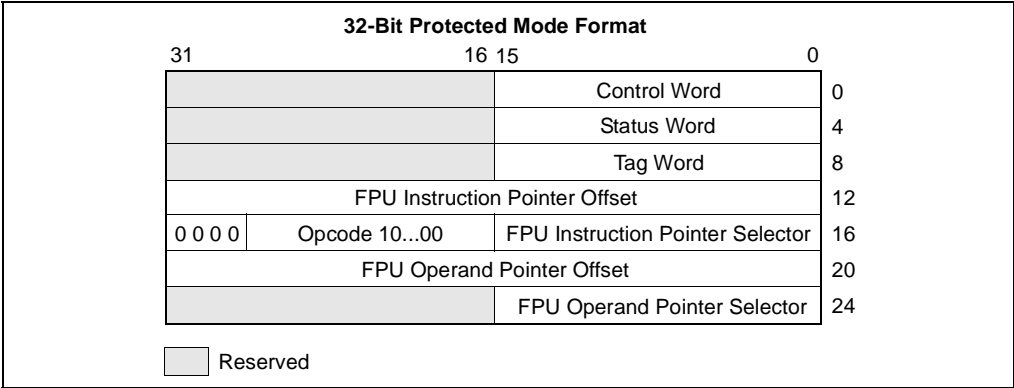 32-Bit Protected Mode Format
31 16 15 0
Control Word 0
Status Word 4
Tag Word 8
FPU Instruction Pointer Offset 12
0 0 0 0 Opcode 10...00 FPU Instruction Pointer Selector 16
FPU Operand Pointer Offset 20
FPU Operand Pointer Selector 24
Reserved